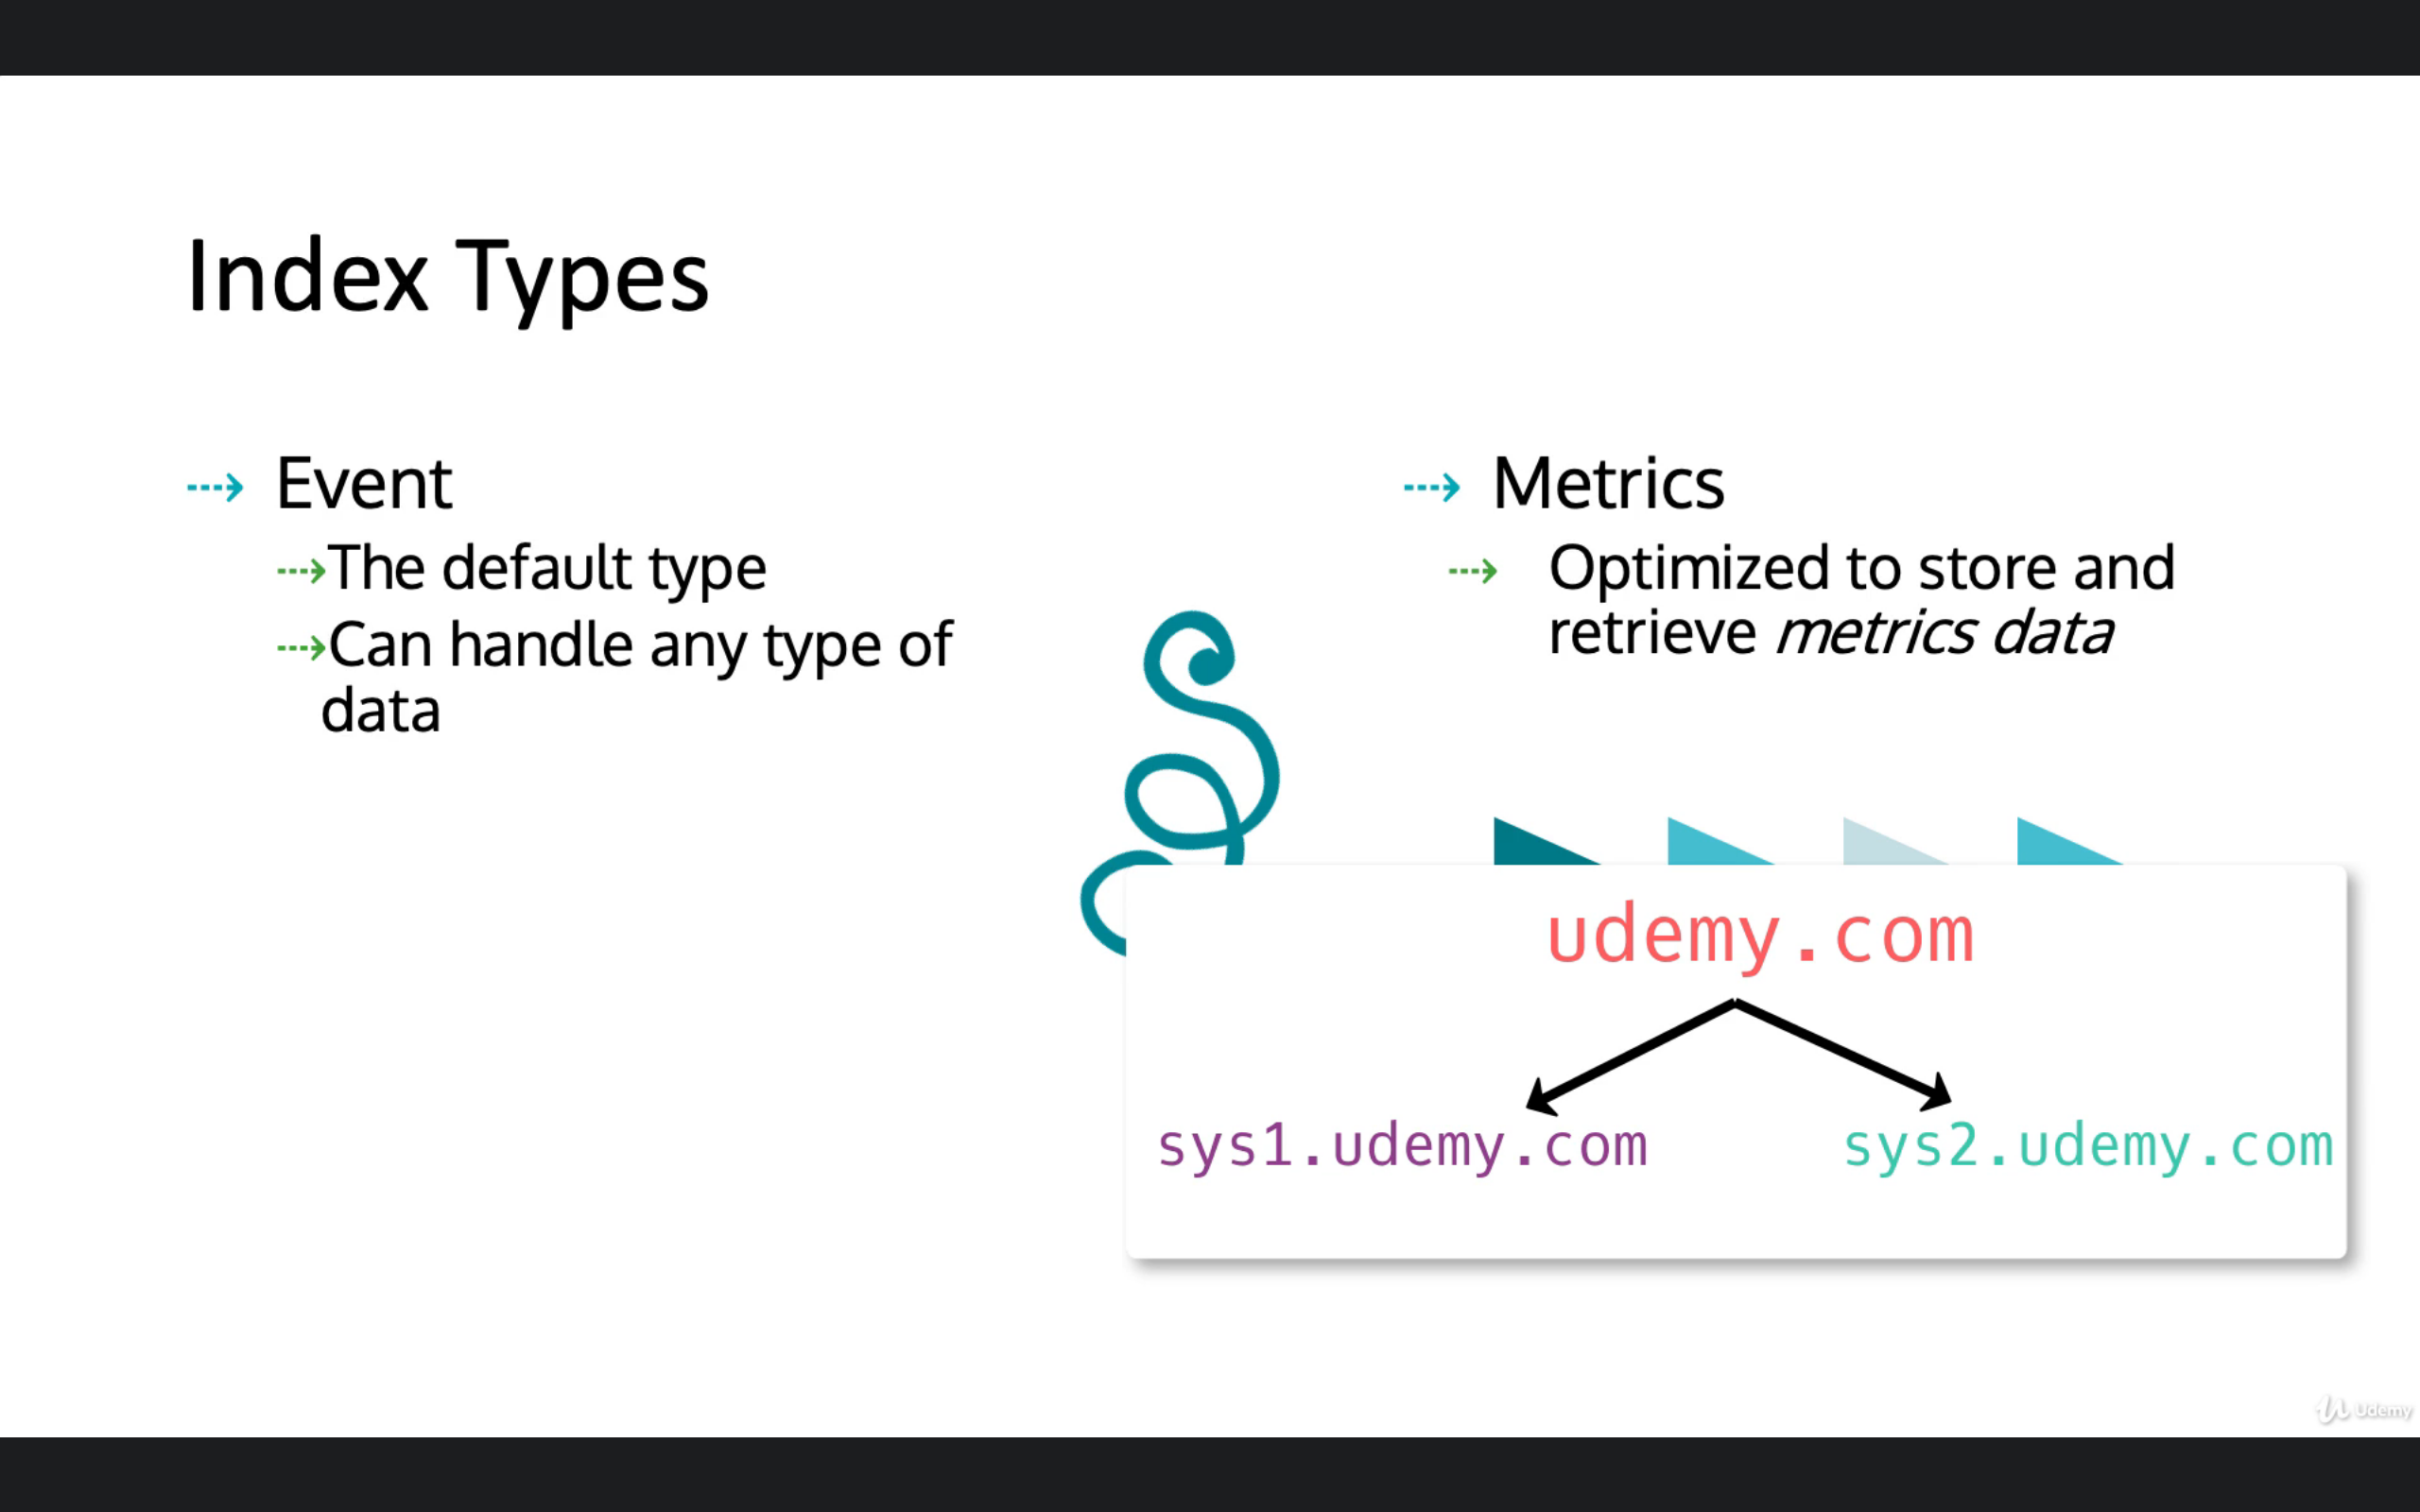 Index Types
Event
The default type
Can handle any type of
data
Metrics
Optimized to store and
retrieve metrics data
udemy.com
sys1.udemy.com
sys2.udemy.com
Udemy